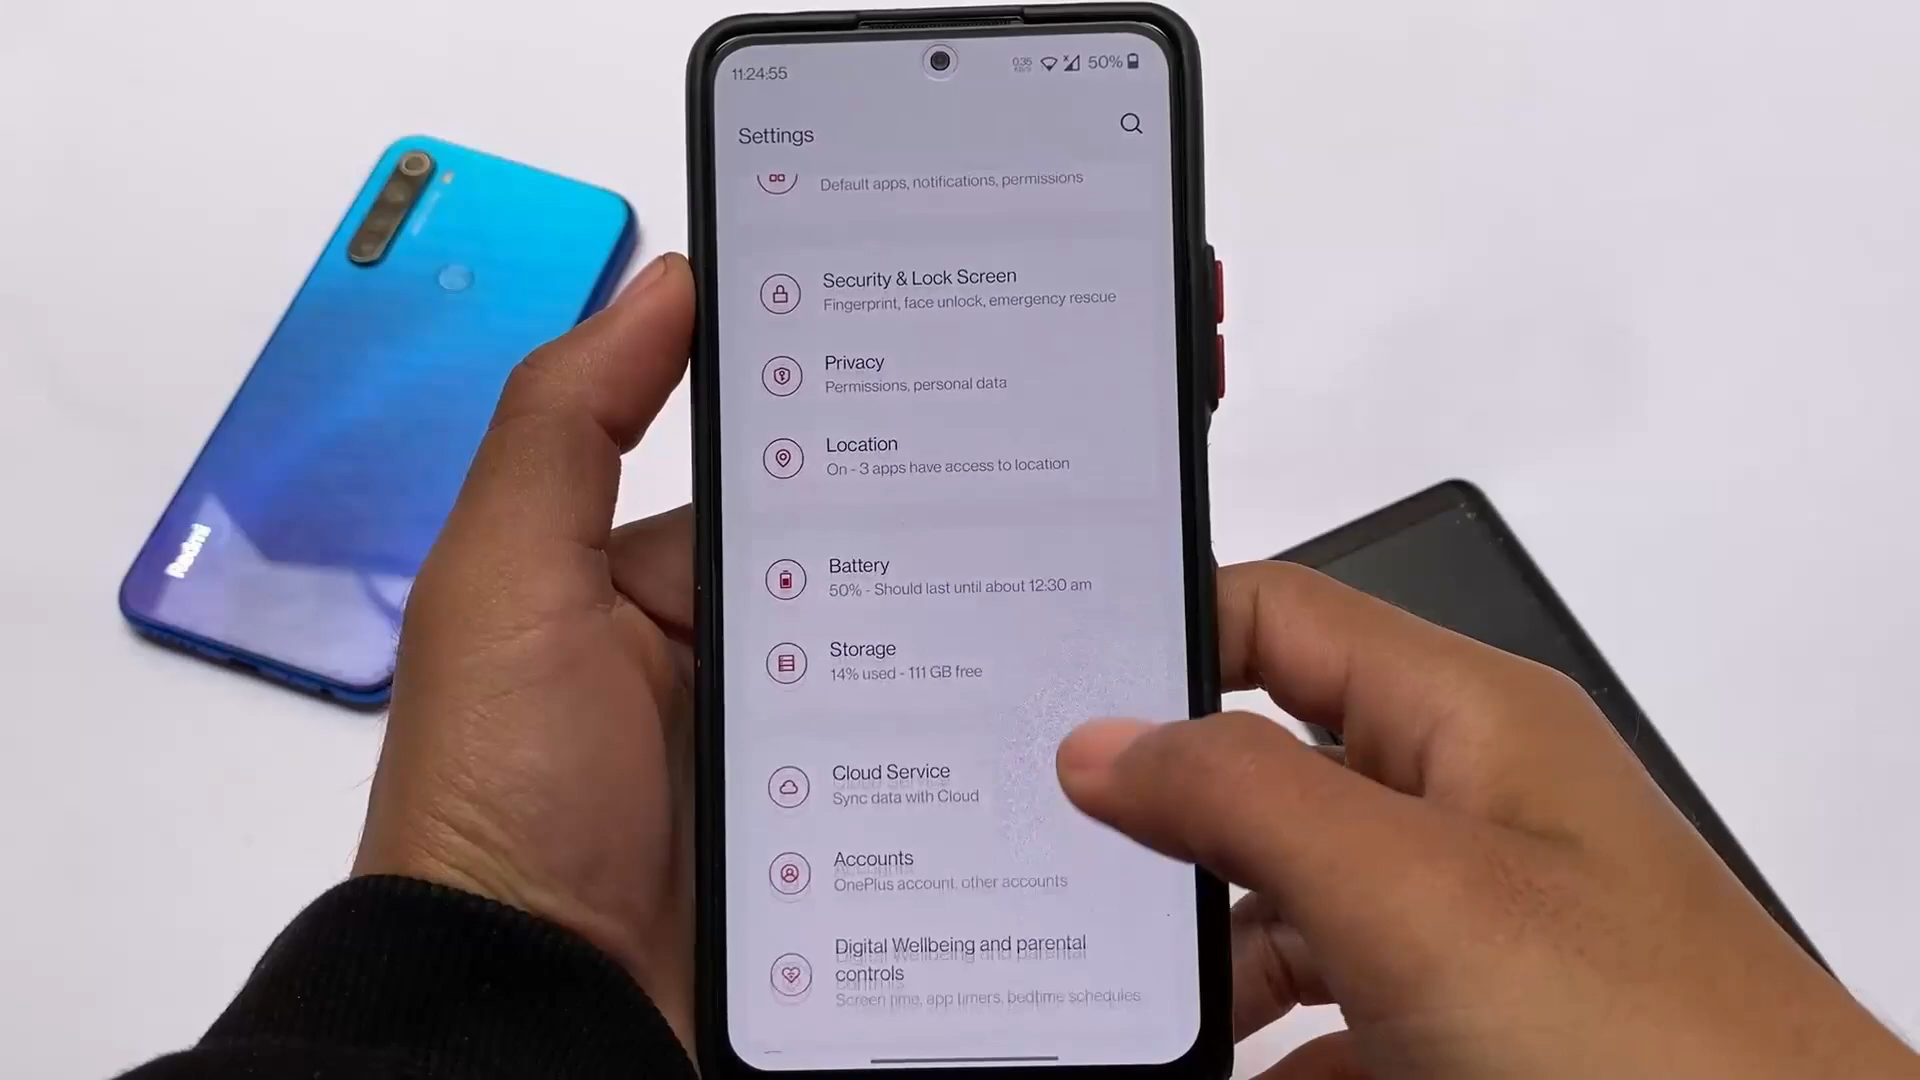 11:24:55
0.35
50%
Settings
Default apps, notifications, permissions
Security & Lock Screen
Fingerprint, face unlock, emergency rescue
Privacy
Permissions, personal data
Location
On - 3 apps have access to location
Battery
50% - Should last until about 12:30 am
Storage
14% used - 111 GB free
Cloud Service
Sync data with Cloud
Accounts
OnePlus account, other accounts
Digital Wellbeing and parental
controls
Screen time, app timers, bedtime schedules
Redmi